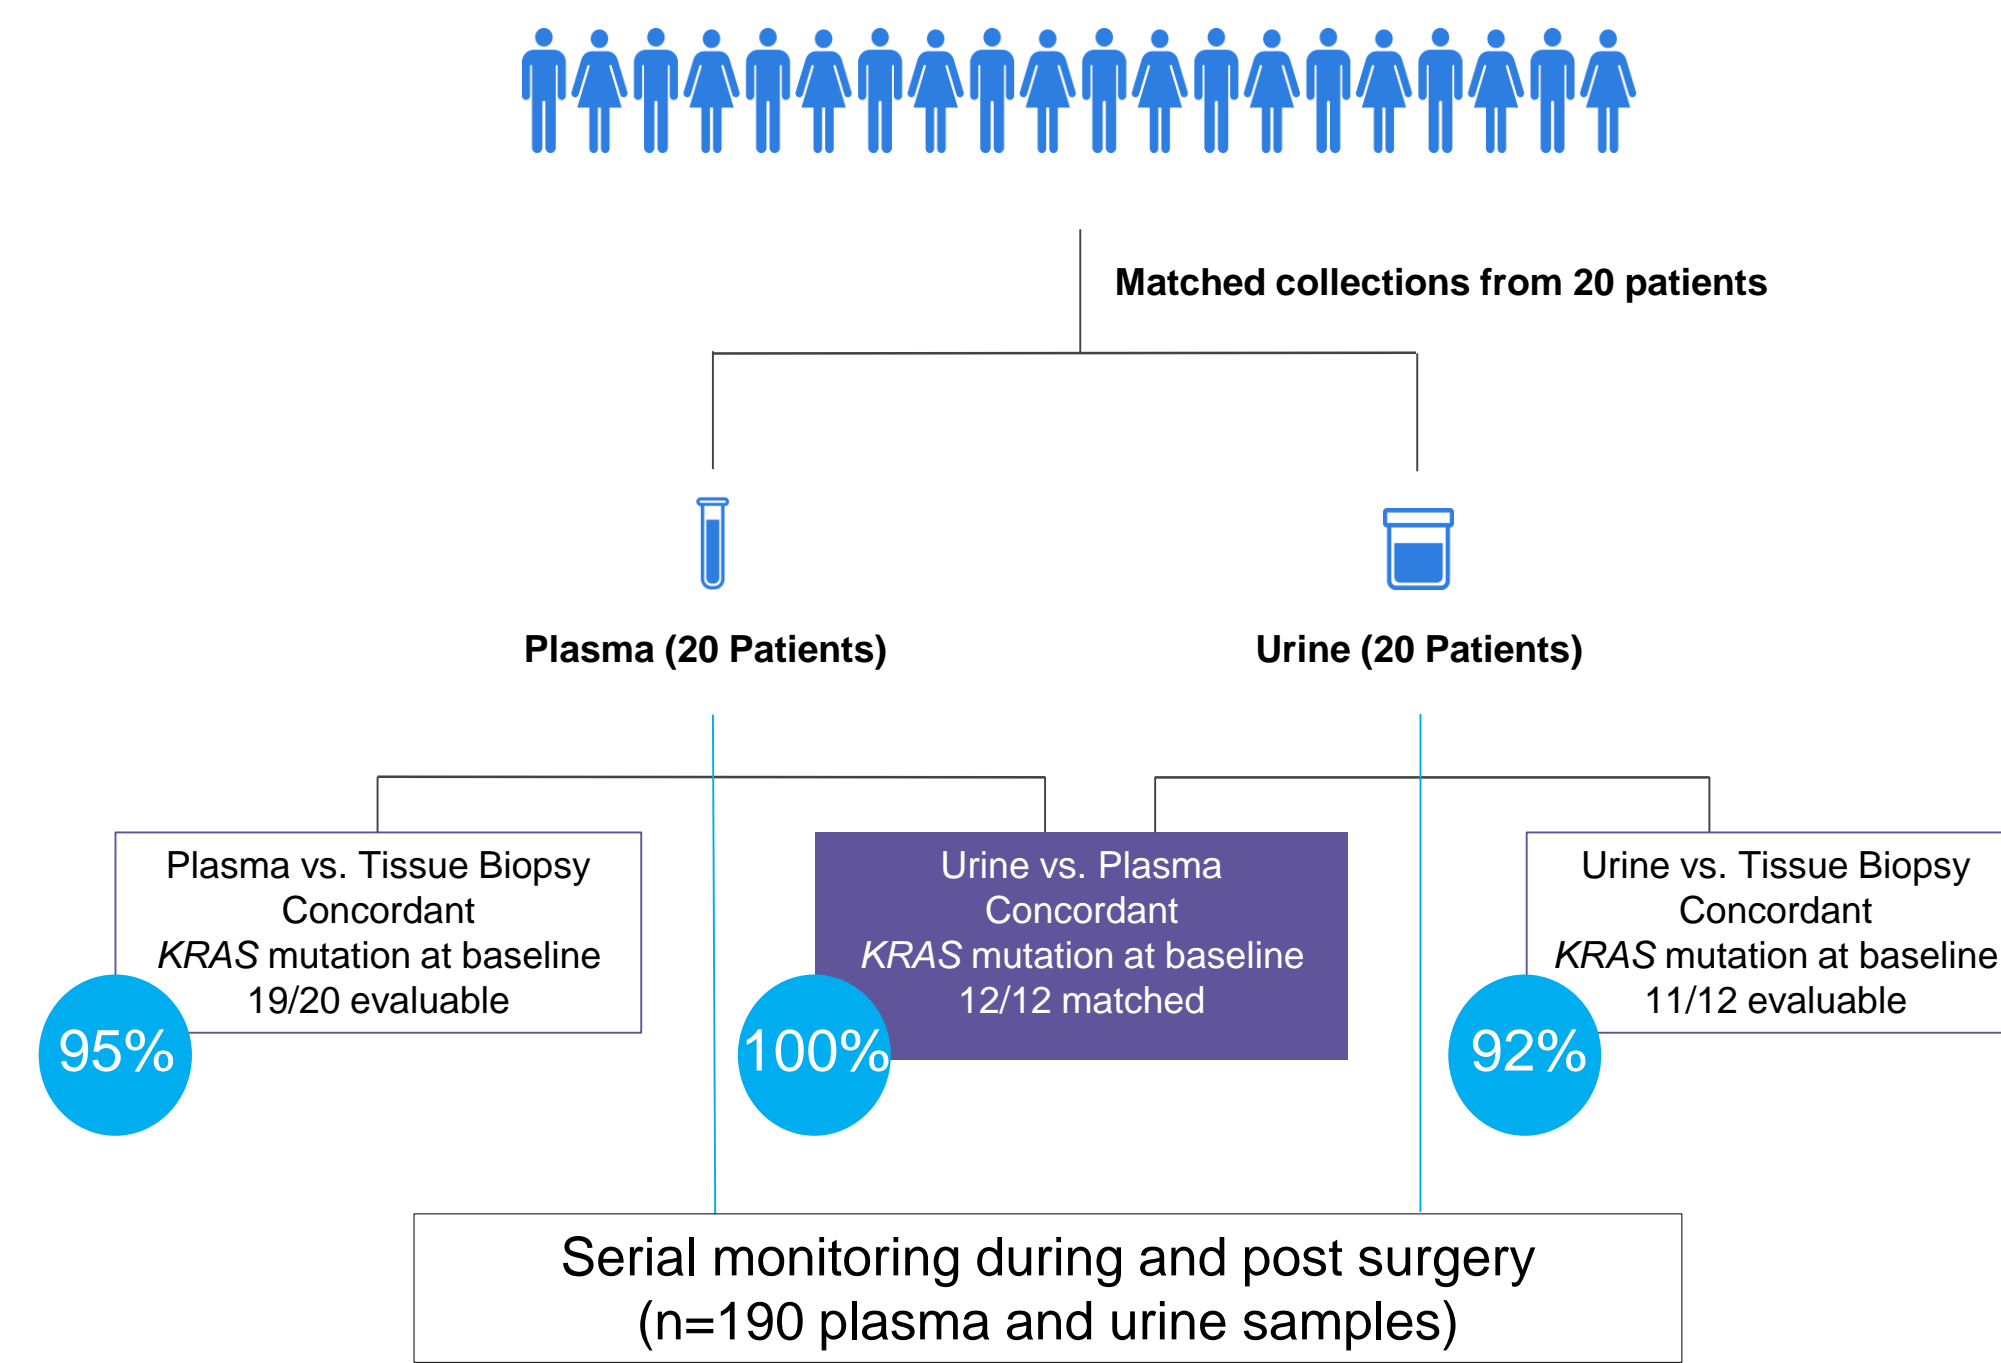 Matched collections from 20 patients
Plasma (20 Patients)
Urine (20 Patients)
Plasma vs. Tissue Biopsy
Concordant
KRAS mutation at baseline
19/20 evaluable
95%
Urine vs. Plasma
Concordant
KRAS mutation at baseline
12/12 matched
100%
Urine vs. Tissue Biopsy
Concordant
KRAS mutation at baseline
11/12 evaluable
92%
Serial monitoring during and post surgery
(n=190 plasma and urine samples)